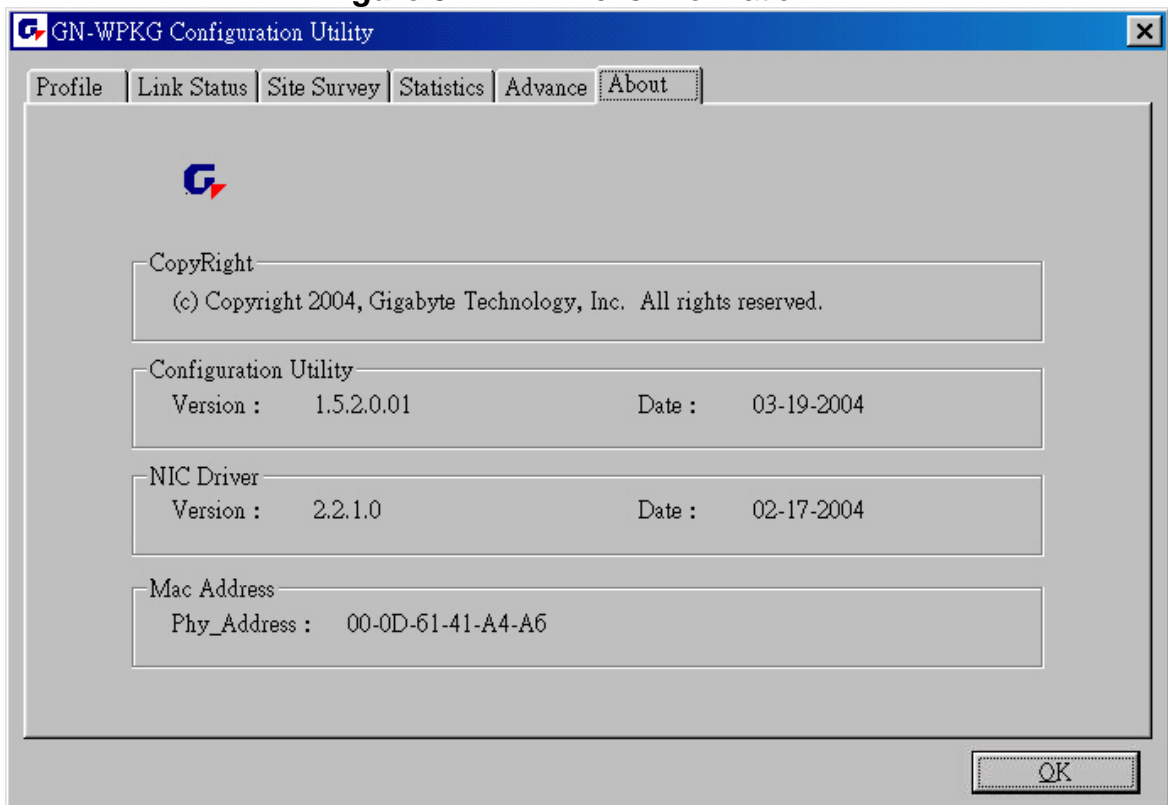 GN-WPKG Configuration Utility
Profile Link Status Site Survey Statistics Advance About
CopyRight
(c) Copyright 2004, Gigabyte Technology, Inc. All rights reserved.
Configuration Utility
Version : 1.5.2.0.01 Date : 03-19-2004
NIC Driver
Version : 2.2.1.0 Date : 02-17-2004
Mac Address
Phy_Address : 00-0D-61-41-A4-A6
OK